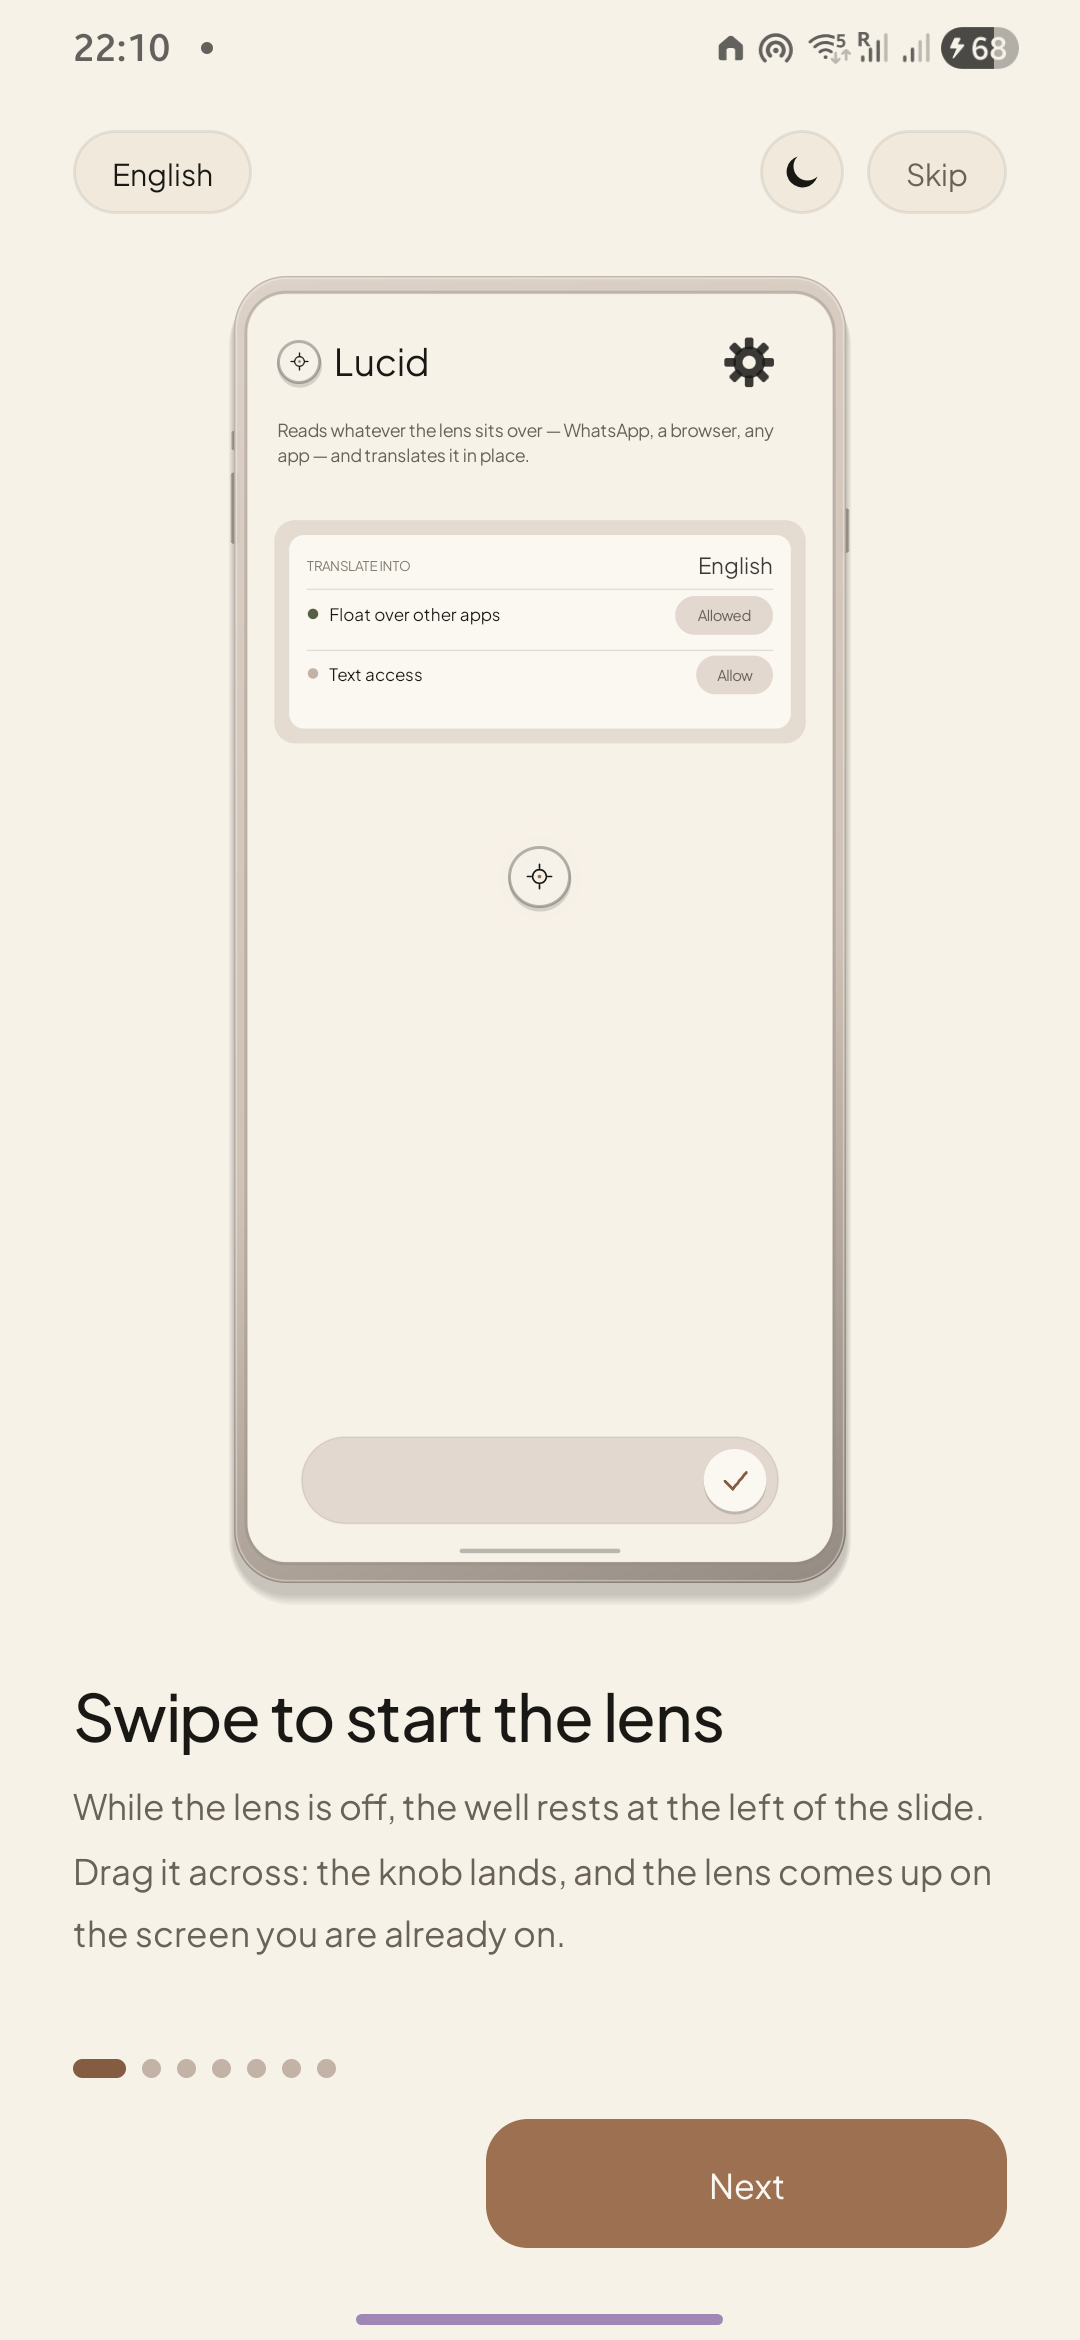 22:10
5 R 68
English
Skip
Lucid
Reads whatever the lens sits over — WhatsApp, a browser, any
app — and translates it in place.
TRANSLATE INTO English
Float over other apps Allowed
Text access Allow
Swipe to start the lens
While the lens is off, the well rests at the left of the slide.
Drag it across: the knob lands, and the lens comes up on
the screen you are already on.
Next